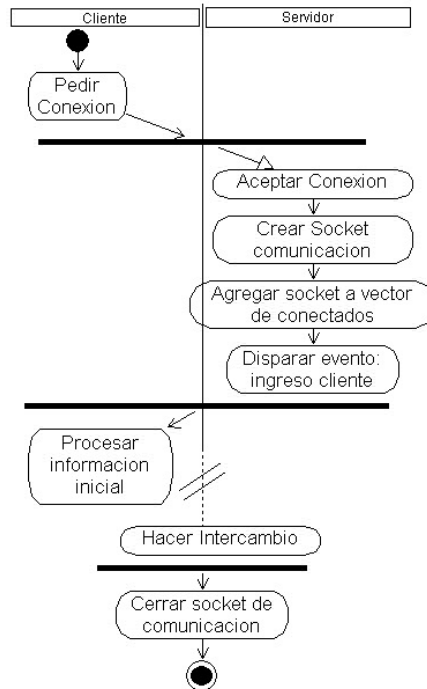 Cliente
Servidor
Pedir
Conexion
Aceptar Conexion
Crear Socket
comunicacion
Agregar socket a vector
de conectados
Disparar evento:
ingreso cliente
Procesar
informacion
inicial
Hacer Intercambio
Cerrar socket de
comunicacion